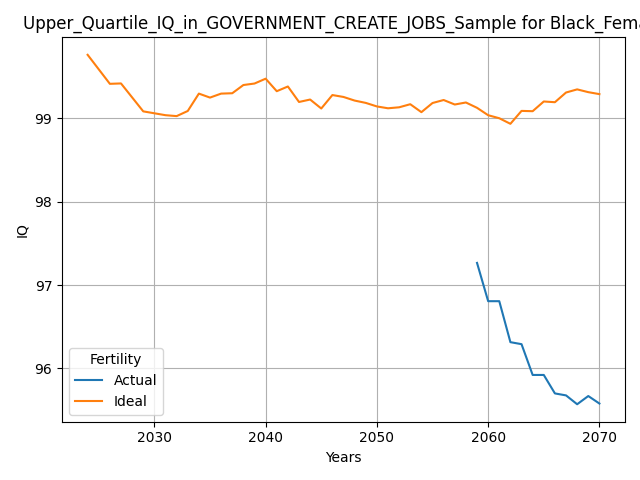 Upper_Quartile_IQ_in_GOVERNMENT_CREATE_JOBS_Sample for Black_Fema
99
98
97
96
IQ
Fertility
Actual
Ideal
2030 2040 2050 2060 2070
Years